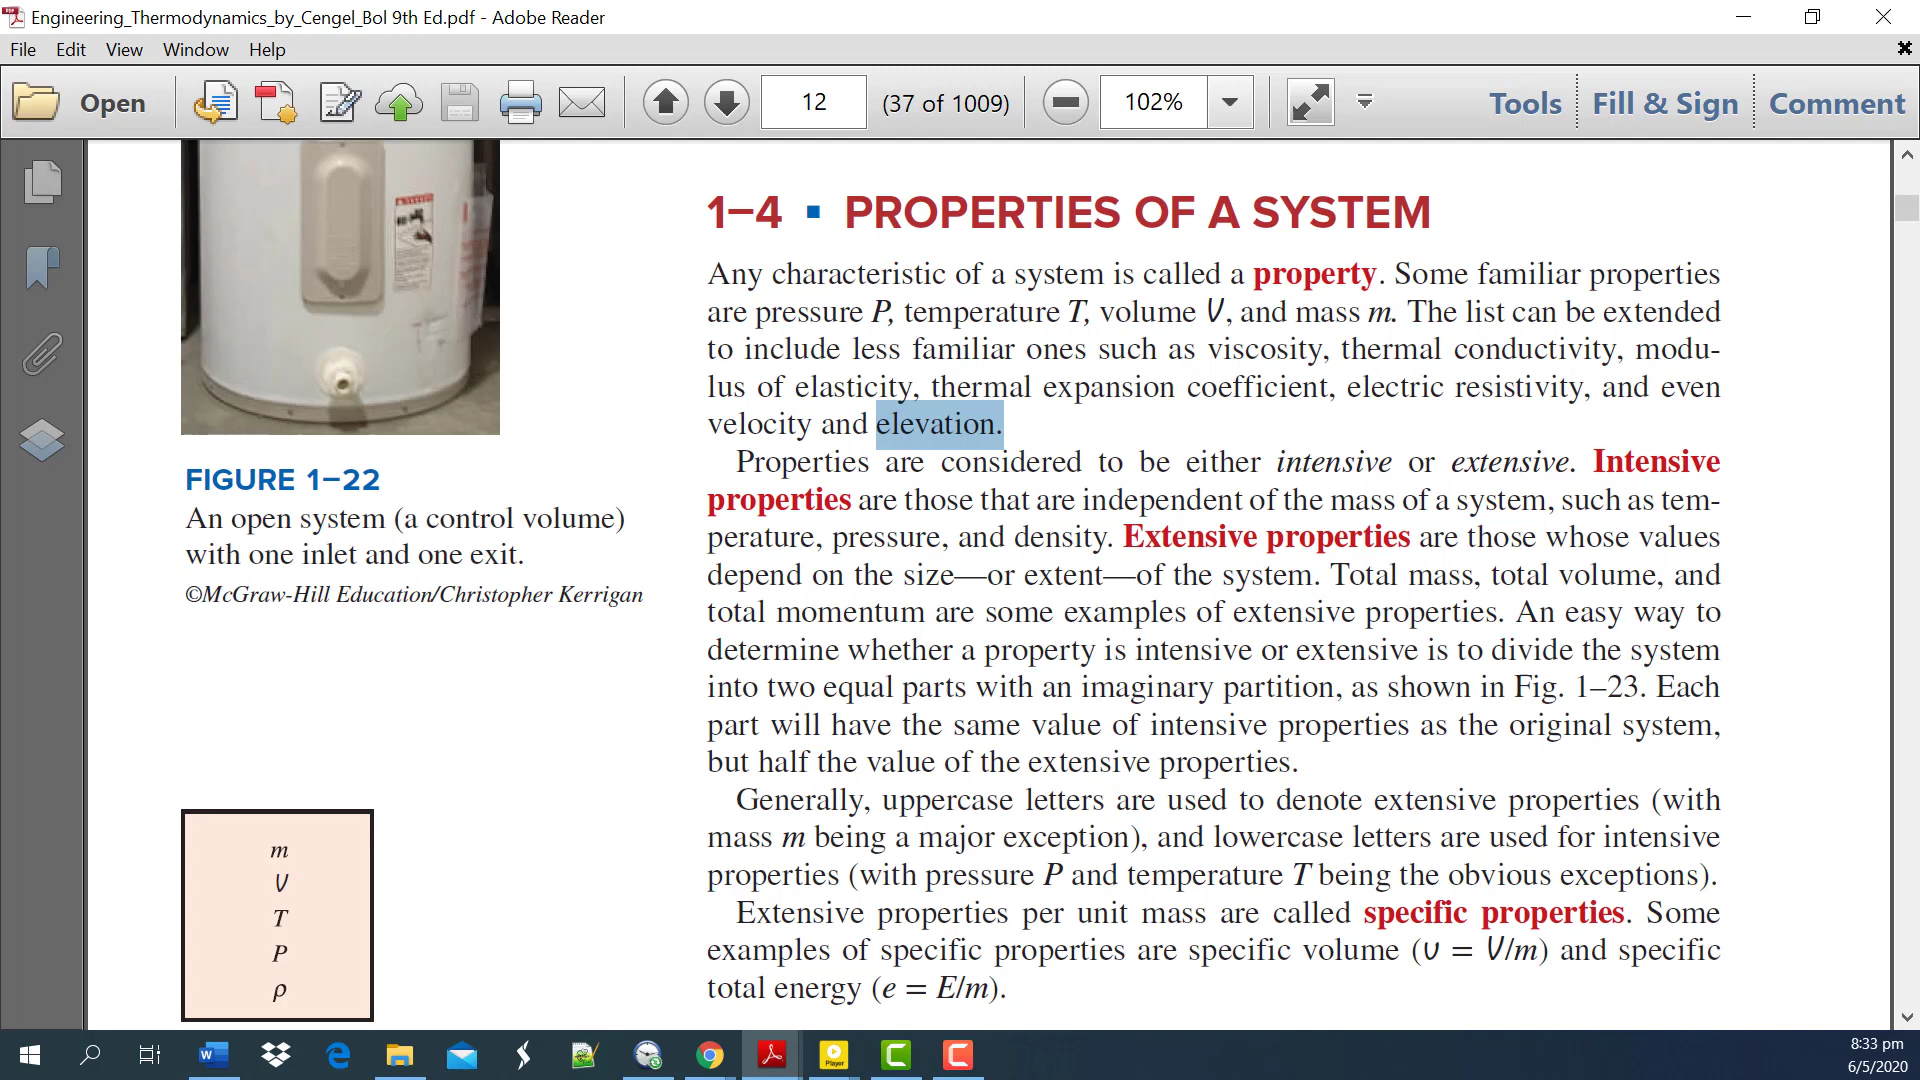 Engineering_Thermodynamics_by_Cengel_Bol 9th Ed.pdf - Adobe Reader
File Edit View Window Help
Open 12 (37 of 1009) 102% Tools Fill & Sign Comment
1–4 ▪ PROPERTIES OF A SYSTEM
Any characteristic of a system is called a property. Some familiar properties
are pressure P, temperature T, volume V, and mass m. The list can be extended
to include less familiar ones such as viscosity, thermal conductivity, modu-
lus of elasticity, thermal expansion coefficient, electric resistivity, and even
velocity and elevation.
Properties are considered to be either intensive or extensive. Intensive
properties are those that are independent of the mass of a system, such as tem-
perature, pressure, and density. Extensive properties are those whose values
depend on the size—or extent—of the system. Total mass, total volume, and
total momentum are some examples of extensive properties. An easy way to
determine whether a property is intensive or extensive is to divide the system
into two equal parts with an imaginary partition, as shown in Fig. 1–23. Each
part will have the same value of intensive properties as the original system,
but half the value of the extensive properties.
Generally, uppercase letters are used to denote extensive properties (with
mass m being a major exception), and lowercase letters are used for intensive
properties (with pressure P and temperature T being the obvious exceptions).
Extensive properties per unit mass are called specific properties. Some
examples of specific properties are specific volume (υ = V/m) and specific
total energy (e = E/m).
FIGURE 1–22
An open system (a control volume)
with one inlet and one exit.
©McGraw-Hill Education/Christopher Kerrigan
m
V
T
P
ρ
Player
8:33 pm
6/5/2020